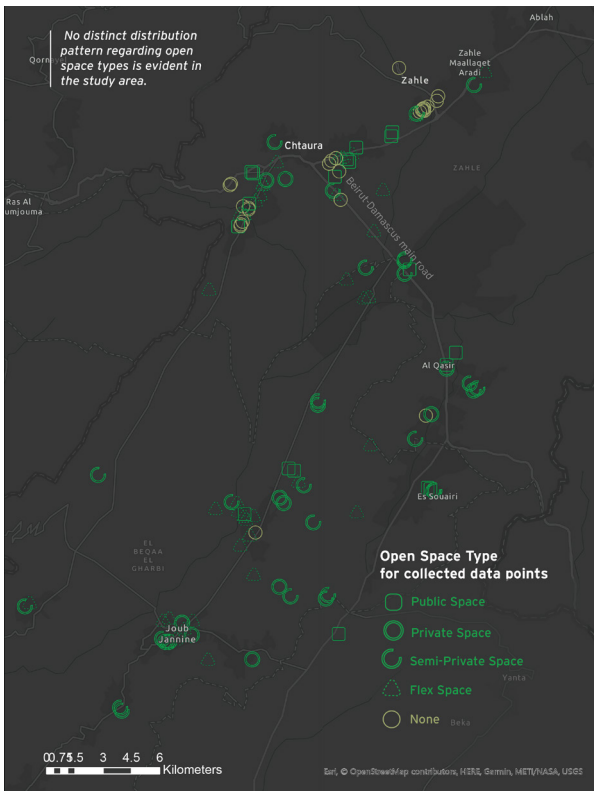 No distinct distribution
pattern regarding open
space types is evident in
the study area.
Ablah
Zahle
Maallaqet
Aradi
Zahle
Chtaura
ZAHLE
Ras Al
umjouma
Beirut-Damascus main road
Al Qasir
Es Souairi
EL
BEQAA
EL
GHARBI
Joub
Jannine
Open Space Type
for collected data points
Public Space
Private Space
Semi-Private Space
Flex Space
None
Yanta
Beka
00.75 1.5 3 4.5 6
Kilometers
Esri, © OpenStreetMap contributors, HERE, Garmin, METI/NASA, USGS